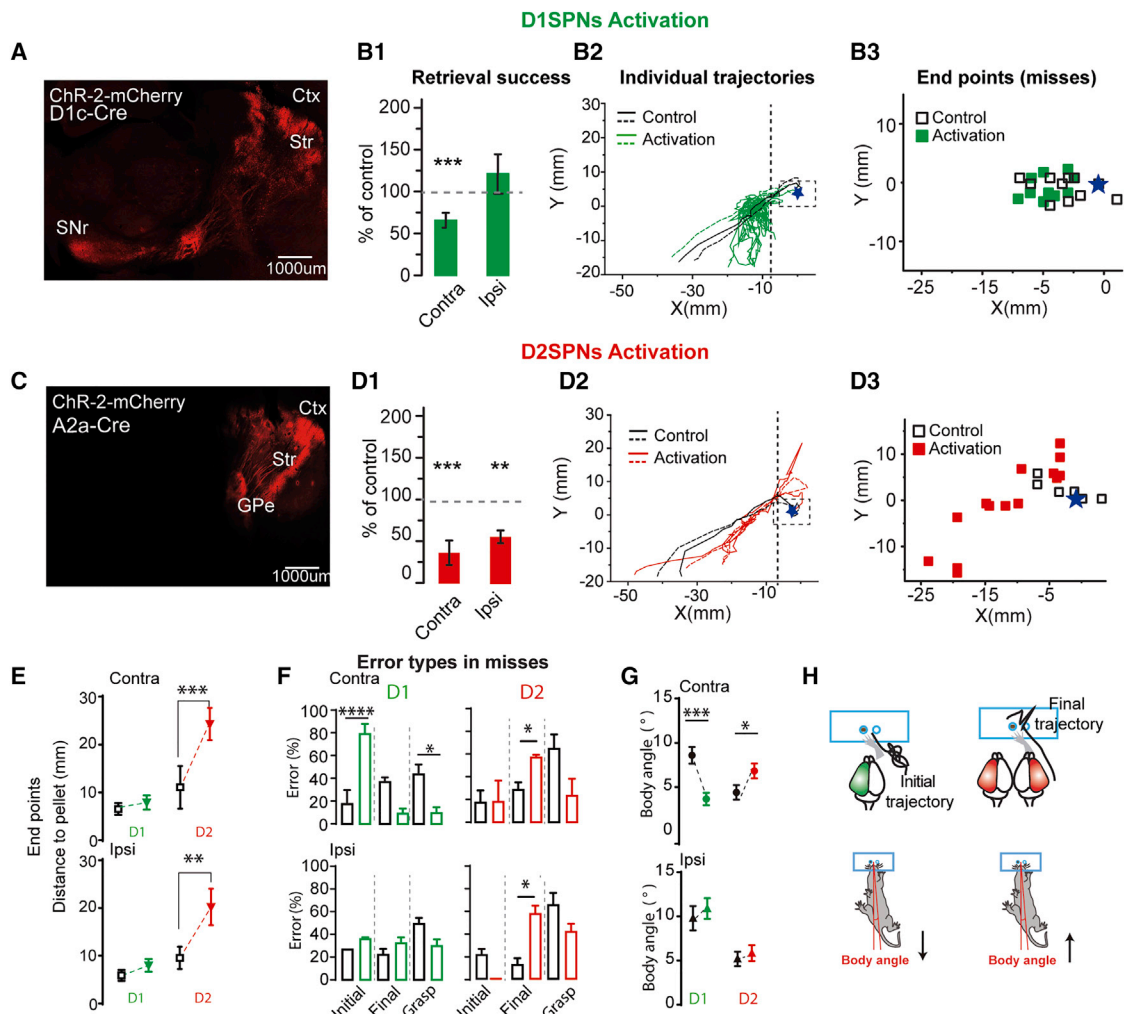 D1SPNs Activation
A
ChR-2-mCherry
D1c-Cre
Ctx
Str
SNr
1000um
B1
Retrieval success
% of control
200
150
100
50
0
***
Contra
Ipsi
B2
Individual trajectories
Control
Activation
Y (mm)
30
20
10
0
-10
-20
-50
-30
-10
X(mm)
B3
End points (misses)
Control
Activation
Y (mm)
10
0
-10
-15
-10
-5
0
X(mm)
D2SPNs Activation
C
ChR-2-mCherry
A2a-Cre
Ctx
Str
GPe
1000um
D1
% of control
200
150
100
50
0
***
**
Contra
Ipsi
D2
Control
Activation
Y (mm)
30
20
10
0
-10
20
-50
-30
-10
X(mm)
D3
Control
Activation
Y (mm)
10
0
-10
-25
-15
-5
X(mm)
E
Contra
End points
Distance to pellet (mm)
30
20
10
0
***
D1
D2
Ipsi
20
10
0
**
D1
D2
Error types in misses
F
Contra
D1
D2
Error (%)
100
80
60
40
20
0
****
*
*
Ipsi
Error (%)
100
80
60
40
20
0
*
Initial
Final
Grasp
Initial
Final
Grasp
G
Contra
Body angle (°)
15
10
5
0
***
*
Ipsi
Body angle (°)
15
10
5
0
D1
D2
H
Initial
trajectory
Final
trajectory
Body angle
Body angle